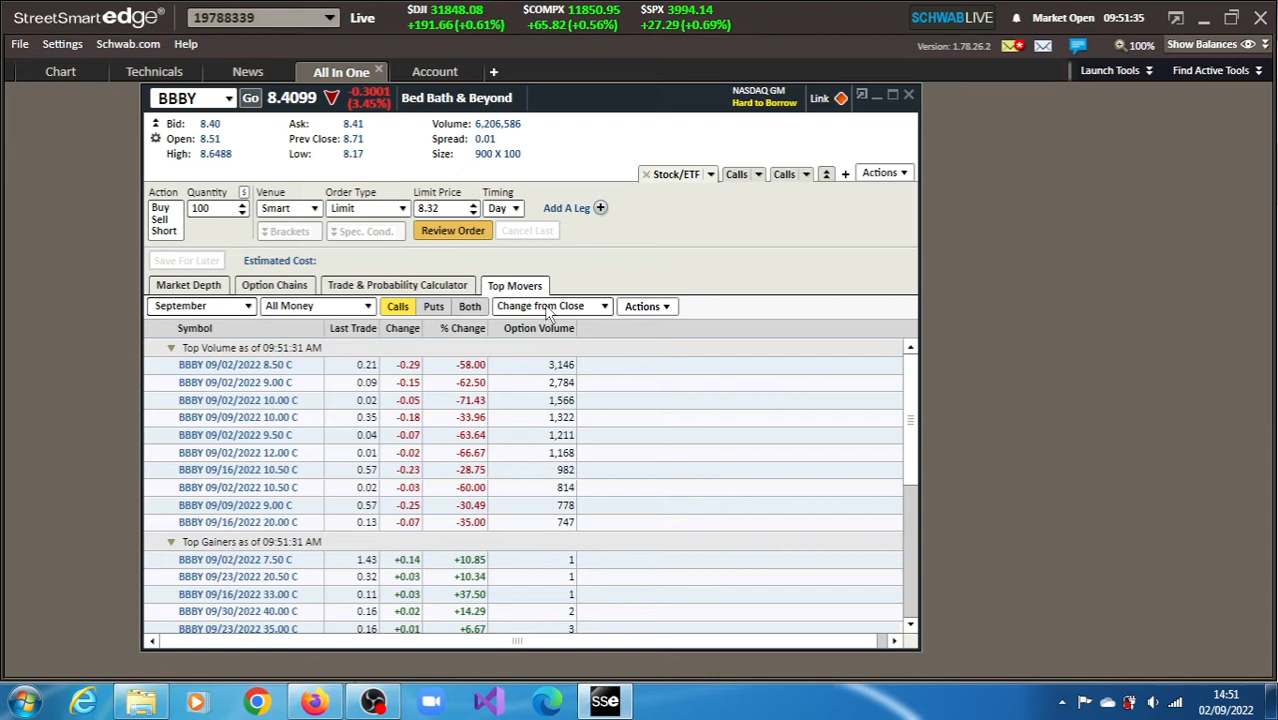 StreetSmart edge 19788339 Live $DJI 31848.08 $COMPX 11850.95 $SPX 3994.14 SCHWABLIVE Market Open 09:51:35
+191.66 (+0.61%) +65.82 (+0.56%) +27.29 (+0.69%)
File Settings Schwab.com Help Version: 1.78.26.2 100% Show Balances
Chart Technicals News All In One Account + Launch Tools Find Active Tools
BBBY Go 8.4099 -0.3001 (3.45%) Bed Bath & Beyond NASDAQ GM Hard to Borrow Link
Bid: 8.40 Ask: 8.41 Volume: 6,206,586
Open: 8.51 Prev Close: 8.71 Spread: 0.01
High: 8.6488 Low: 8.17 Size: 900 X 100
Stock/ETF Calls Calls + Actions
Action Quantity s Venue Order Type Limit Price Timing
Buy Sell Short 100 Smart Limit 8.32 Day Add A Leg
Brackets Spec. Cond. Review Order Cancel Last
Save For Later Estimated Cost:
Market Depth Option Chains Trade & Probability Calculator Top Movers
September All Money Calls Puts Both Change from Close Actions
Symbol Last Trade Change % Change Option Volume
Top Volume as of 09:51:31 AM
BBBY 09/02/2022 8.50 C 0.21 -0.29 -58.00 3,146
BBBY 09/02/2022 9.00 C 0.09 -0.15 -62.50 2,784
BBBY 09/02/2022 10.00 C 0.02 -0.05 -71.43 1,566
BBBY 09/09/2022 10.00 C 0.35 -0.18 -33.96 1,322
BBBY 09/02/2022 9.50 C 0.04 -0.07 -63.64 1,211
BBBY 09/02/2022 12.00 C 0.01 -0.02 -66.67 1,168
BBBY 09/16/2022 10.50 C 0.57 -0.23 -28.75 982
BBBY 09/02/2022 10.50 C 0.02 -0.03 -60.00 814
BBBY 09/09/2022 9.00 C 0.57 -0.25 -30.49 778
BBBY 09/16/2022 20.00 C 0.13 -0.07 -35.00 747
Top Gainers as of 09:51:31 AM
BBBY 09/02/2022 7.50 C 1.43 +0.14 +10.85 1
BBBY 09/23/2022 20.50 C 0.32 +0.03 +10.34 1
BBBY 09/16/2022 33.00 C 0.11 +0.03 +37.50 1
BBBY 09/30/2022 40.00 C 0.16 +0.02 +14.29 2
BBBY 09/23/2022 35.00 C 0.16 +0.01 +6.67 3
sse 14:51
02/09/2022